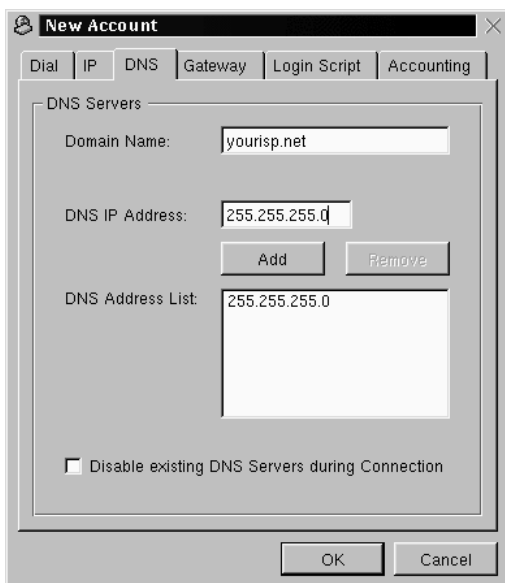 New Account
Dial IP DNS Gateway Login Script Accounting
DNS Servers
Domain Name: yourisp.net
DNS IP Address: 255.255.255.0
Add Remove
DNS Address List: 255.255.255.0
Disable existing DNS Servers during Connection
OK Cancel